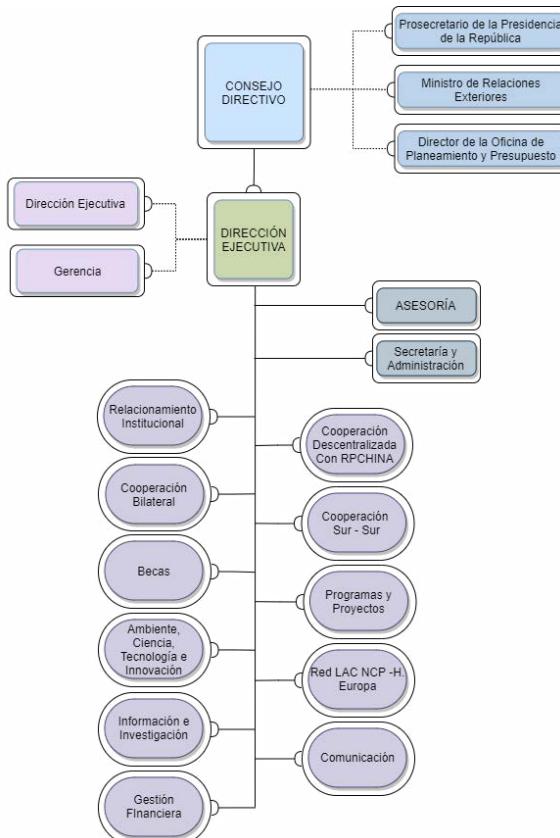 Prosecretario de la Presidencia
de la República
CONSEJO
DIRECTIVO
Ministro de Relaciones
Exteriores
Director de la Oficina de
Planeamiento y Presupuesto
Dirección Ejecutiva
DIRECCIÓN
EJECUTIVA
Gerencia
ASESORÍA
Secretaría y
Administración
Relacionamiento
Institucional
Cooperación
Descentralizada
Con RPCHINA
Cooperación
Bilateral
Cooperación
Sur - Sur
Becas
Programas y
Proyectos
Ambiente,
Ciencia,
Tecnología e
Innovación
Red LAC NCP -H.
Europa
Información e
Investigación
Comunicación
Gestión
FInanciera